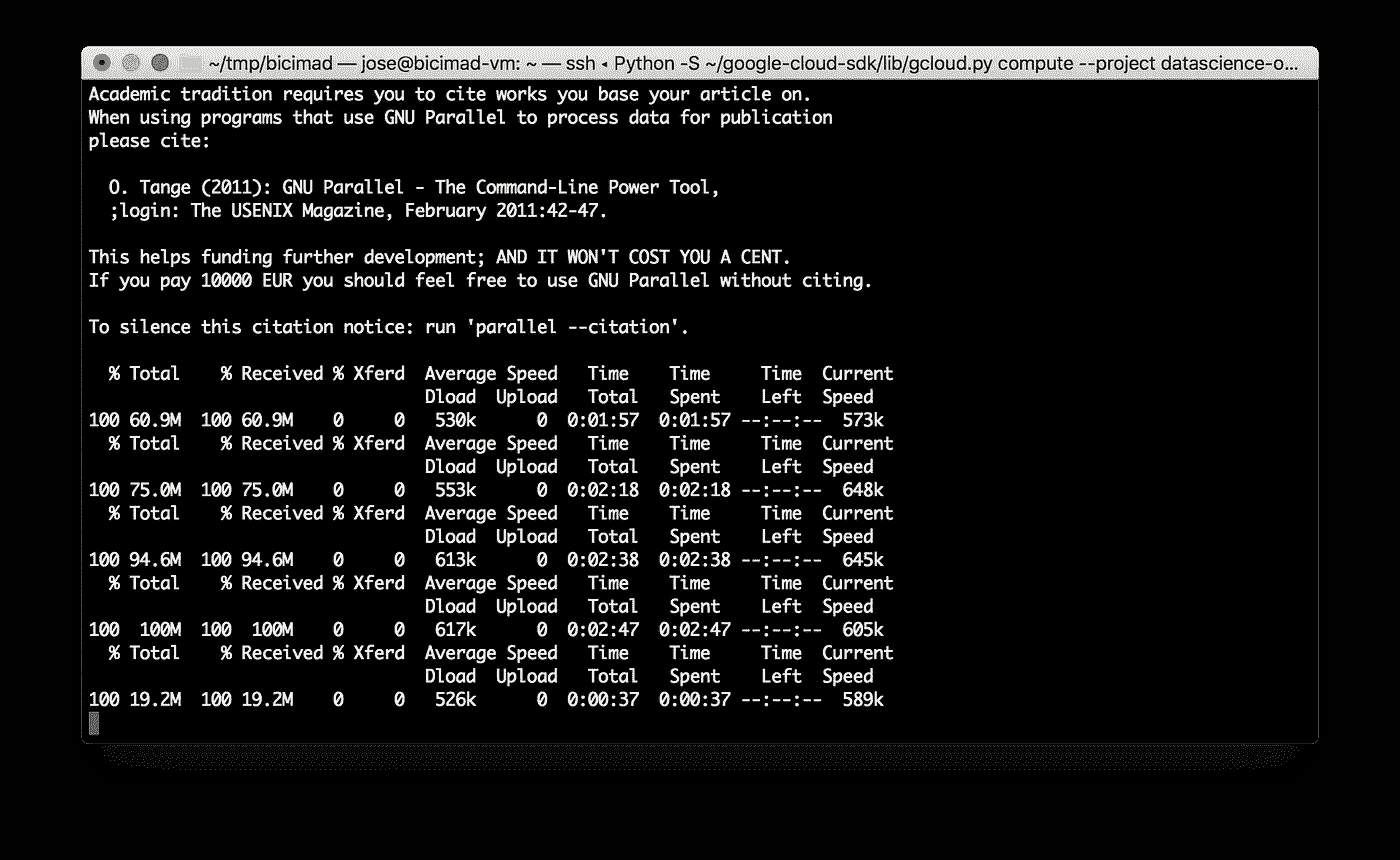 ~/tmp/bicimad — jose@bicimad-vm: ~ — ssh ◂ Python -S ~/google-cloud-sdk/lib/gcloud.py compute --project datascience-o...
Academic tradition requires you to cite works you base your article on.
When using programs that use GNU Parallel to process data for publication
please cite:
  O. Tange (2011): GNU Parallel - The Command-Line Power Tool,
  ;login: The USENIX Magazine, February 2011:42-47.
This helps funding further development; AND IT WON'T COST YOU A CENT.
If you pay 10000 EUR you should feel free to use GNU Parallel without citing.
To silence this citation notice: run 'parallel --citation'.
  % Total    % Received % Xferd  Average Speed   Time    Time     Time  Current
                                 Dload  Upload   Total   Spent    Left  Speed
100 60.9M  100 60.9M    0     0   530k      0  0:01:57  0:01:57 --:--:--  573k
  % Total    % Received % Xferd  Average Speed   Time    Time     Time  Current
                                 Dload  Upload   Total   Spent    Left  Speed
100 75.0M  100 75.0M    0     0   553k      0  0:02:18  0:02:18 --:--:--  648k
  % Total    % Received % Xferd  Average Speed   Time    Time     Time  Current
                                 Dload  Upload   Total   Spent    Left  Speed
100 94.6M  100 94.6M    0     0   613k      0  0:02:38  0:02:38 --:--:--  645k
  % Total    % Received % Xferd  Average Speed   Time    Time     Time  Current
                                 Dload  Upload   Total   Spent    Left  Speed
100  100M  100  100M    0     0   617k      0  0:02:47  0:02:47 --:--:--  605k
  % Total    % Received % Xferd  Average Speed   Time    Time     Time  Current
                                 Dload  Upload   Total   Spent    Left  Speed
100 19.2M  100 19.2M    0     0   526k      0  0:00:37  0:00:37 --:--:--  589k